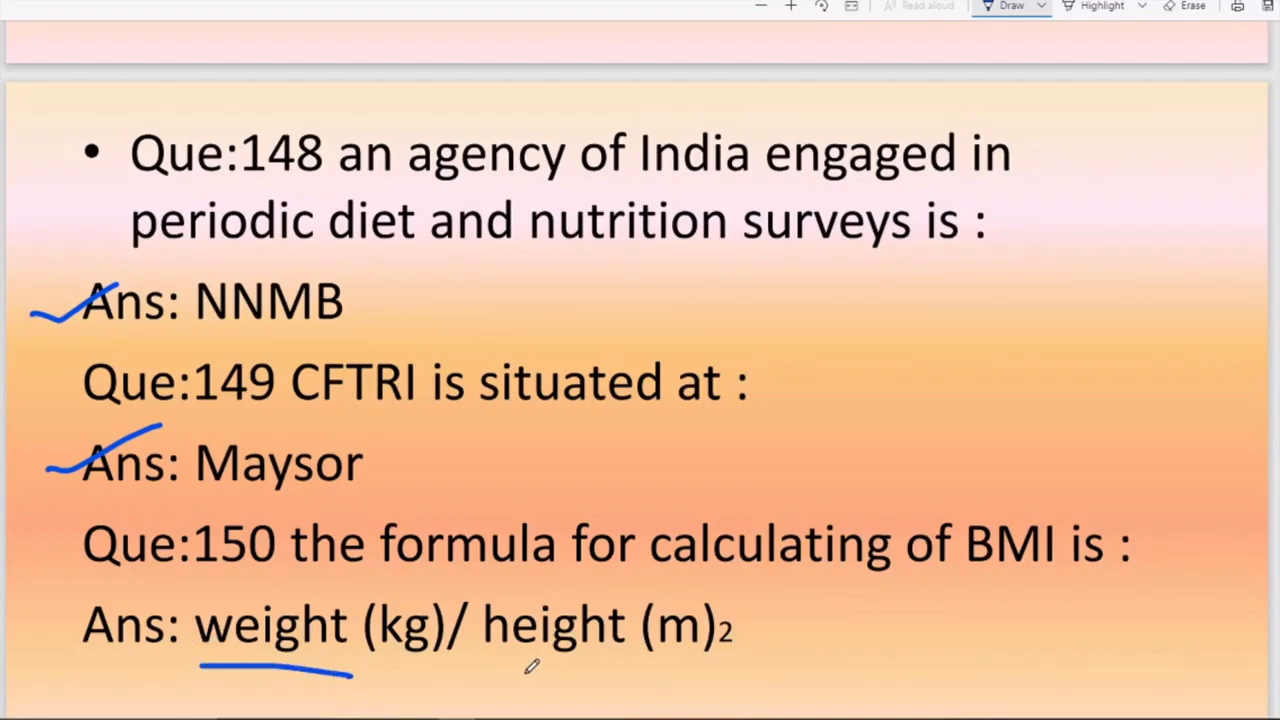 Read aloud Draw Highlight Erase
• Que:148 an agency of India engaged in
periodic diet and nutrition surveys is :
Ans: NNMB
Que:149 CFTRI is situated at :
Ans: Maysor
Que:150 the formula for calculating of BMI is :
Ans: weight (kg)/ height (m)2